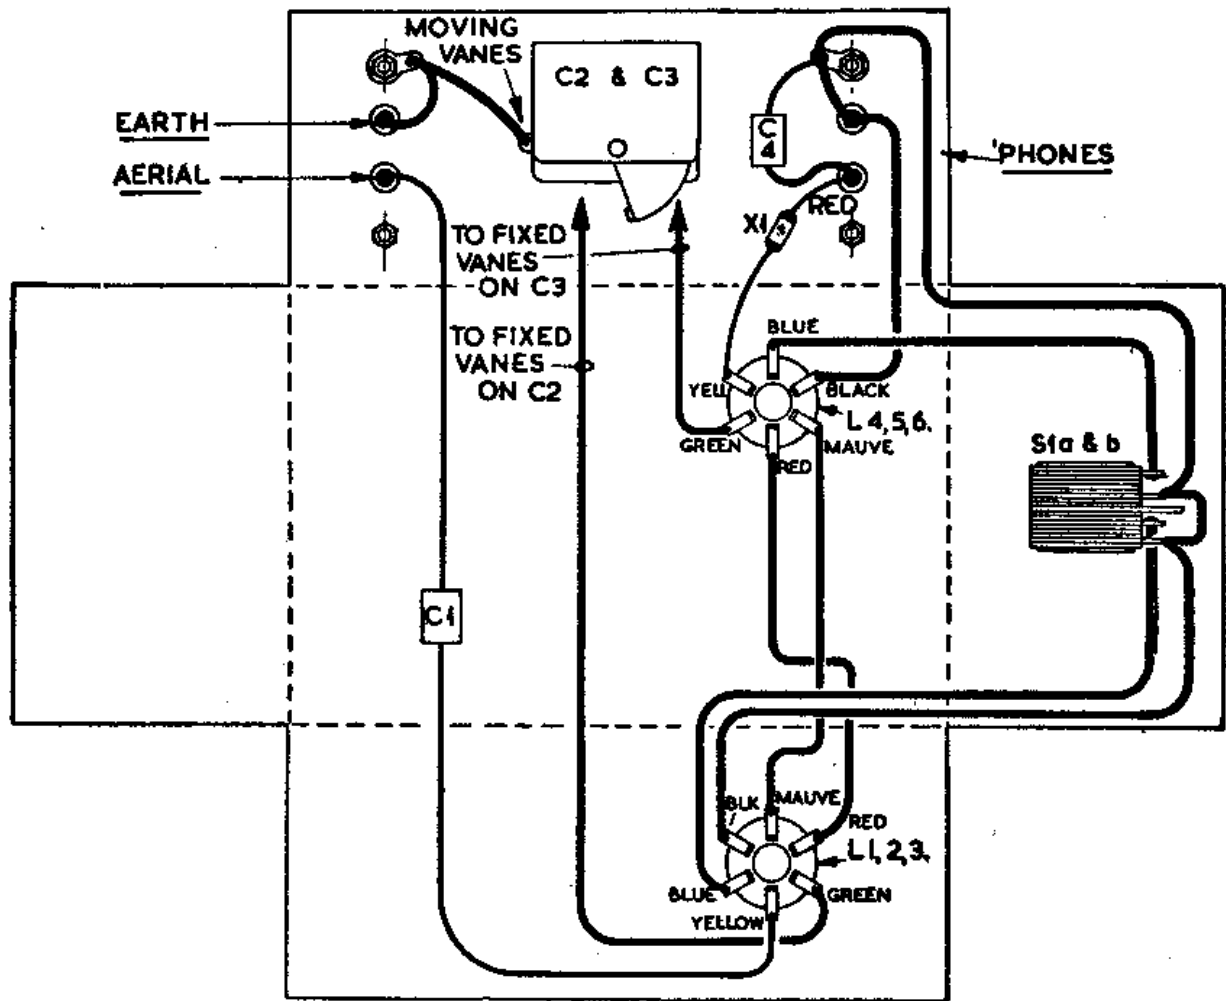 MOVING
VANES
C2 & C3
EARTH
AERIAL
C
4
'PHONES
RED
X1
TO FIXED
VANES
ON C3
TO FIXED
VANES
ON C2
BLUE
YELL
BLACK
L 4,5,6.
GREEN
MAUVE
RED
S1a & b
C1
BLK
MAUVE
RED
L 1, 2, 3.
BLUE
GREEN
YELLOW